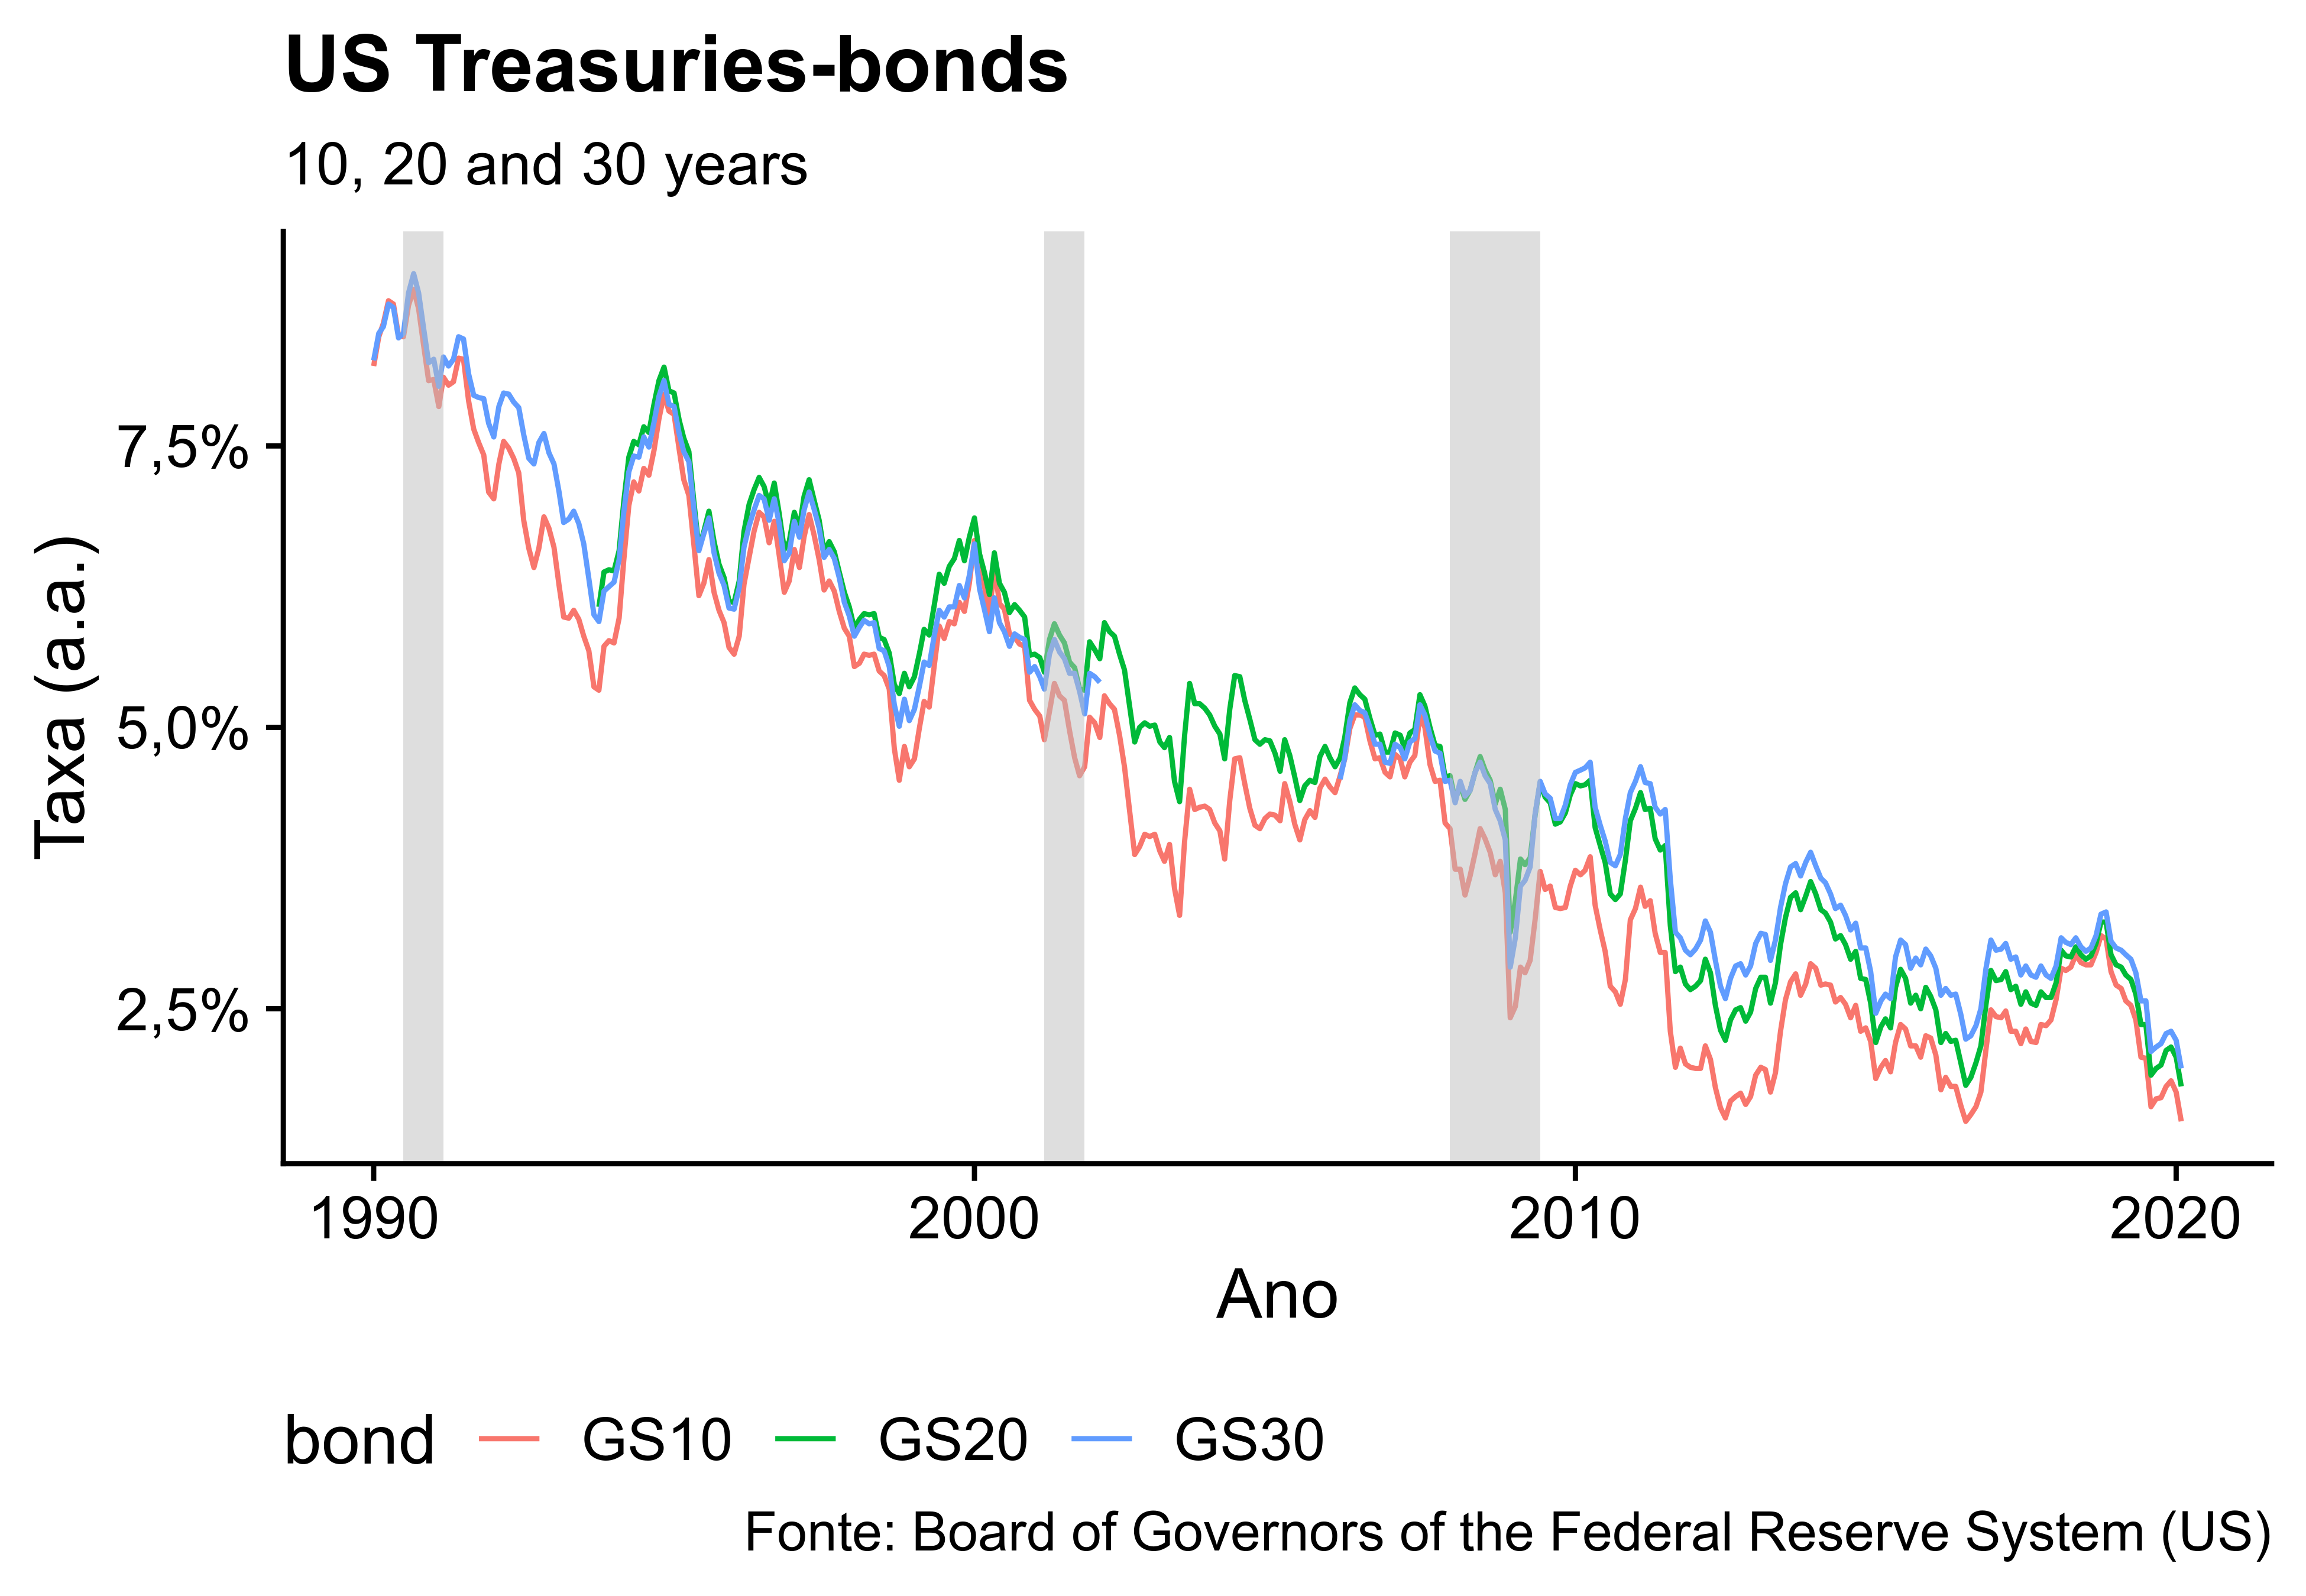 US Treasuries-bonds
10, 20 and 30 years
Taxa (a.a.)
7,5%
5,0%
2,5%
1990 2000 2010 2020
Ano
bond GS10 GS20 GS30
Fonte: Board of Governors of the Federal Reserve System (US)